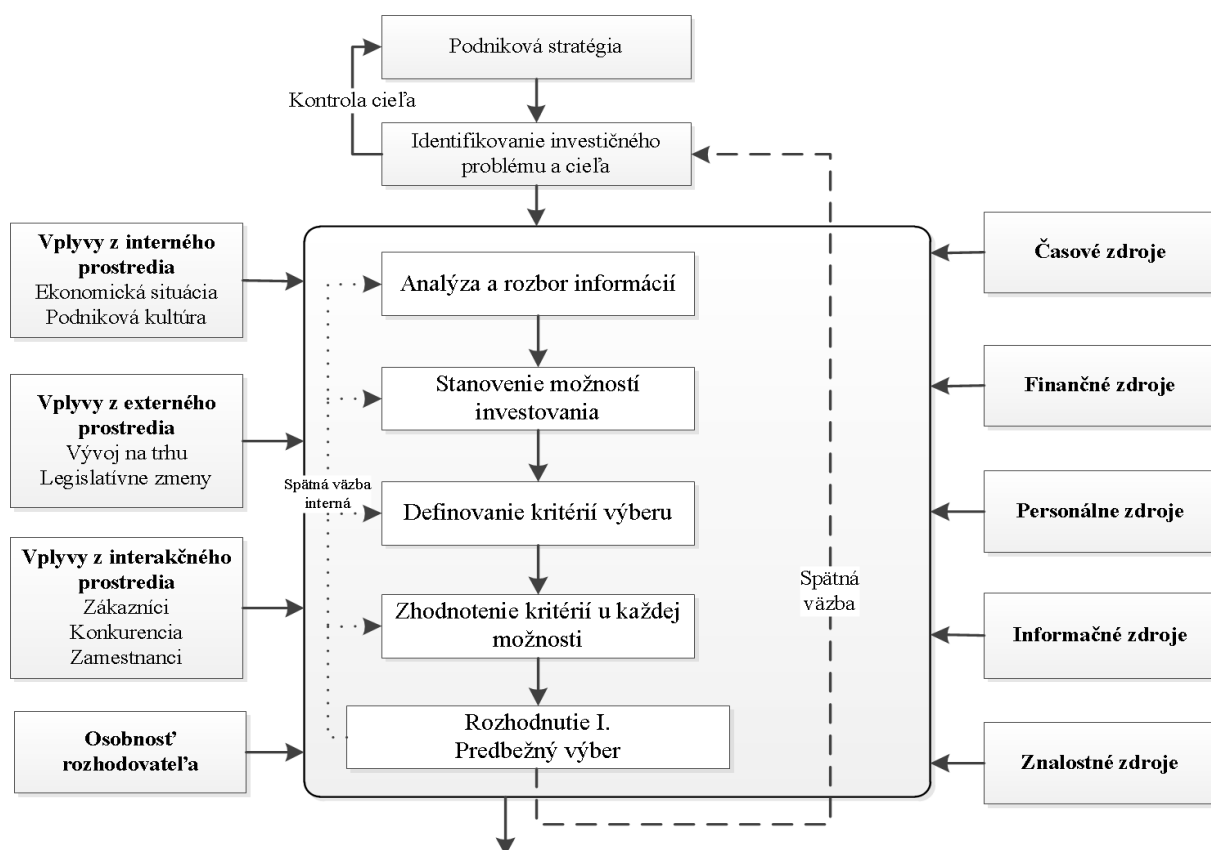 Podniková stratégia
Kontrola cieľa
Identifikovanie investičného
problému a cieľa
Vplyvy z interného
prostredia
Ekonomická situácia
Podniková kultúra
Vplyvy z externého
prostredia
Vývoj na trhu
Legislatívne zmeny
Vplyvy z interakčného
prostredia
Zákazníci
Konkurencia
Zamestnanci
Osobnosť
rozhodovateľa
Analýza a rozbor informácií
Stanovenie možností
investovania
Spätná väzba
interná
Definovanie kritérií výberu
Zhodnotenie kritérií u každej
možnosti
Rozhodnutie I.
Predbežný výber
Spätná
väzba
Časové zdroje
Finančné zdroje
Personálne zdroje
Informačné zdroje
Znalostné zdroje